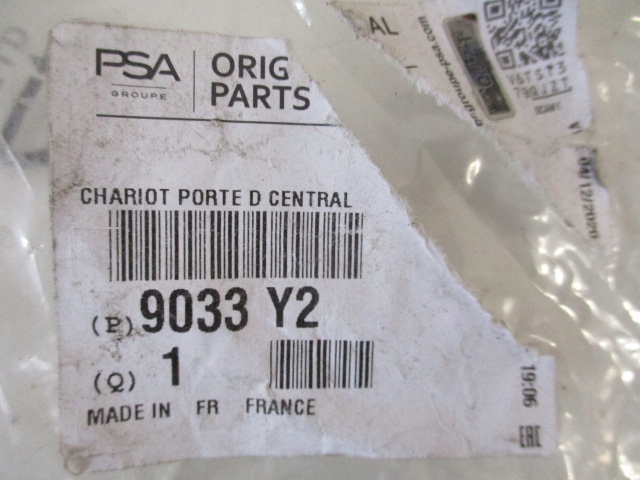 PSA
GROUPE
ORIG
PARTS
AL
CHARIOT PORTE D CENTRAL
(P) 9033 Y2
(Q) 1
MADE IN FR FRANCE
04/12/2020
19:06
EAC